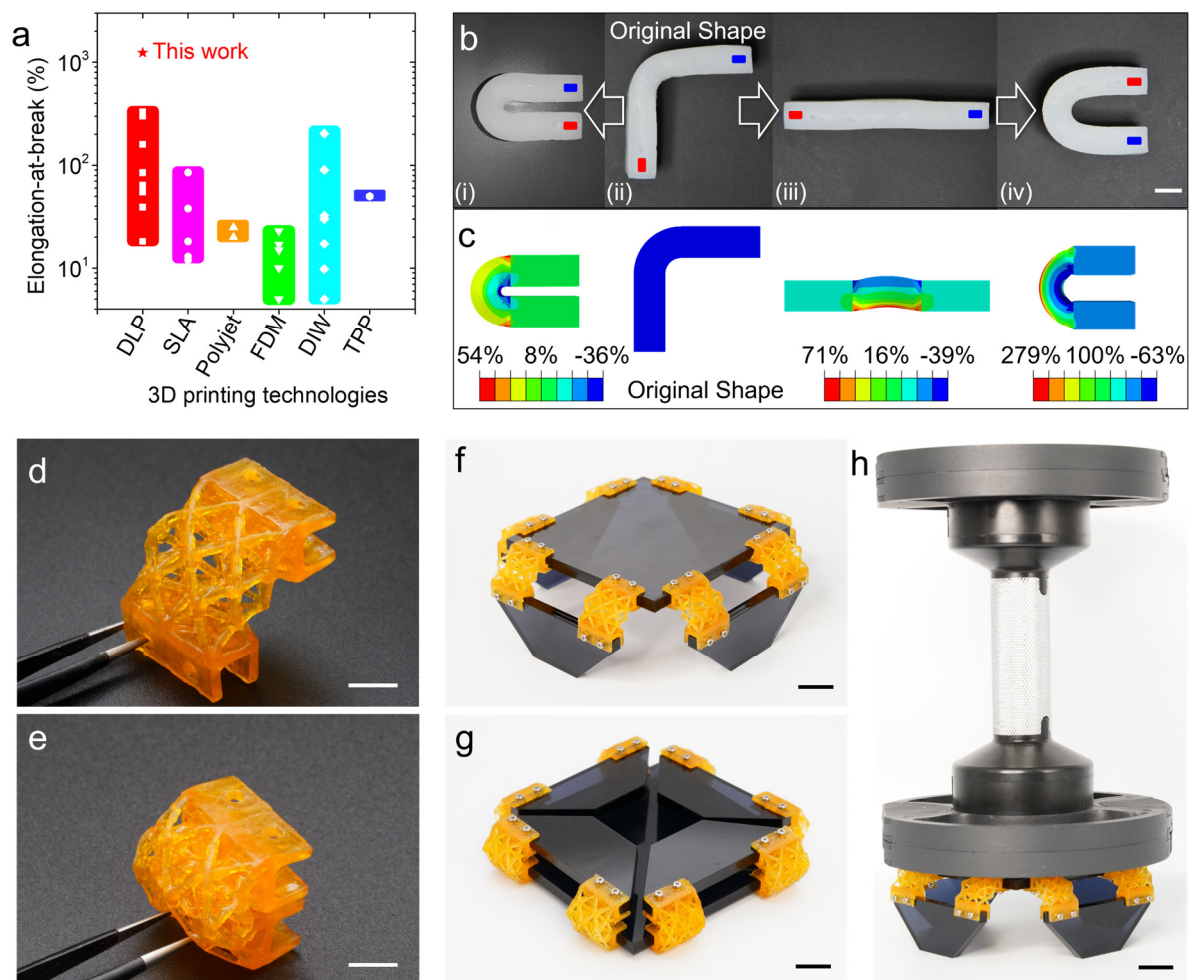 a
Elongation-at-break (%)
10³
10²
10¹
This work
DLP
SLA
Polyjet
FDM
DIW
TPP
3D printing technologies
b
Original Shape
(i)
(ii)
(iii)
(iv)
c
54% 8% -36%
Original Shape
71% 16% -39%
279% 100% -63%
d
e
f
g
h